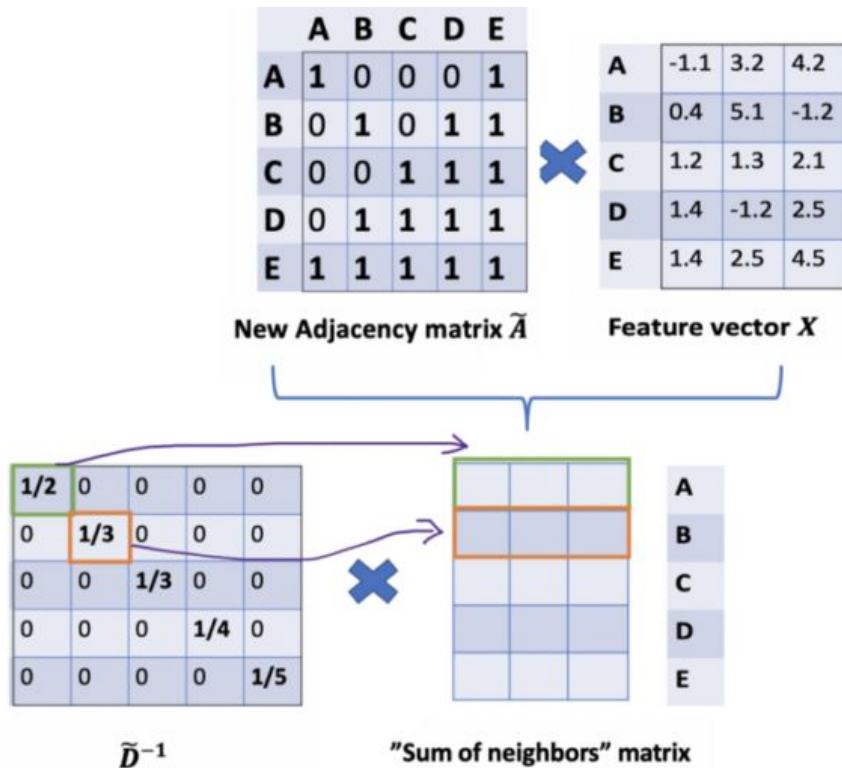 A B C D E
A 1 0 0 0 1
B 0 1 0 1 1
C 0 0 1 1 1
D 0 1 1 1 1
E 1 1 1 1 1
New Adjacency matrix Ã
A -1.1 3.2 4.2
B 0.4 5.1 -1.2
C 1.2 1.3 2.1
D 1.4 -1.2 2.5
E 1.4 2.5 4.5
Feature vector X
1/2 0 0 0 0
0 1/3 0 0 0
0 0 1/3 0 0
0 0 0 1/4 0
0 0 0 0 1/5
D̃⁻¹
A
B
C
D
E
"Sum of neighbors" matrix